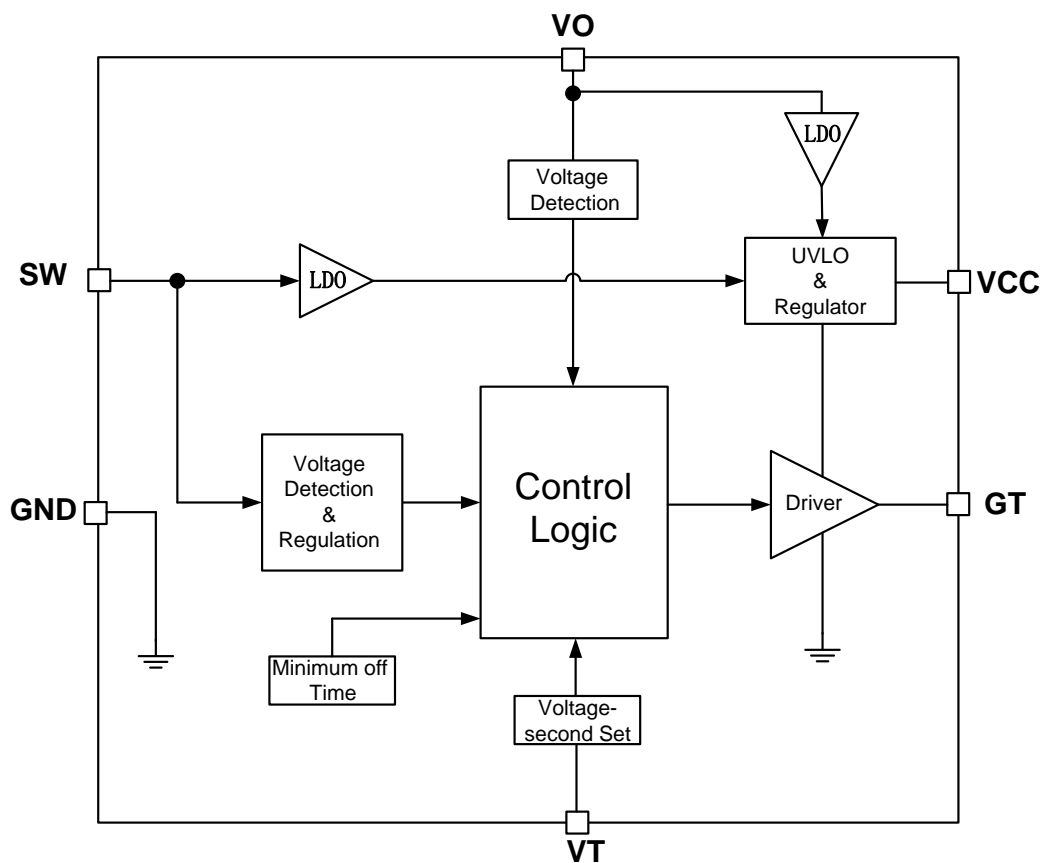 VO
LDO
Voltage
Detection
SW
LDO
UVLO
&
Regulator
VCC
Voltage
Detection
&
Regulation
Control
Logic
Driver
GND
GT
Minimum off
Time
Voltage-
second Set
VT